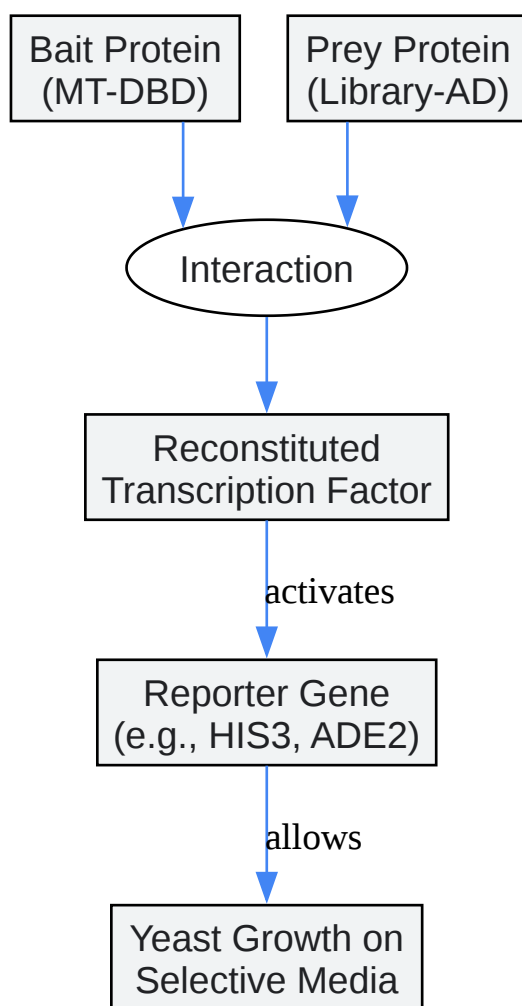 Bait Protein
(MT-DBD)
Prey Protein
(Library-AD)
Interaction
Reconstituted
Transcription Factor
activates
Reporter Gene
(e.g., HIS3, ADE2)
allows
Yeast Growth on
Selective Media